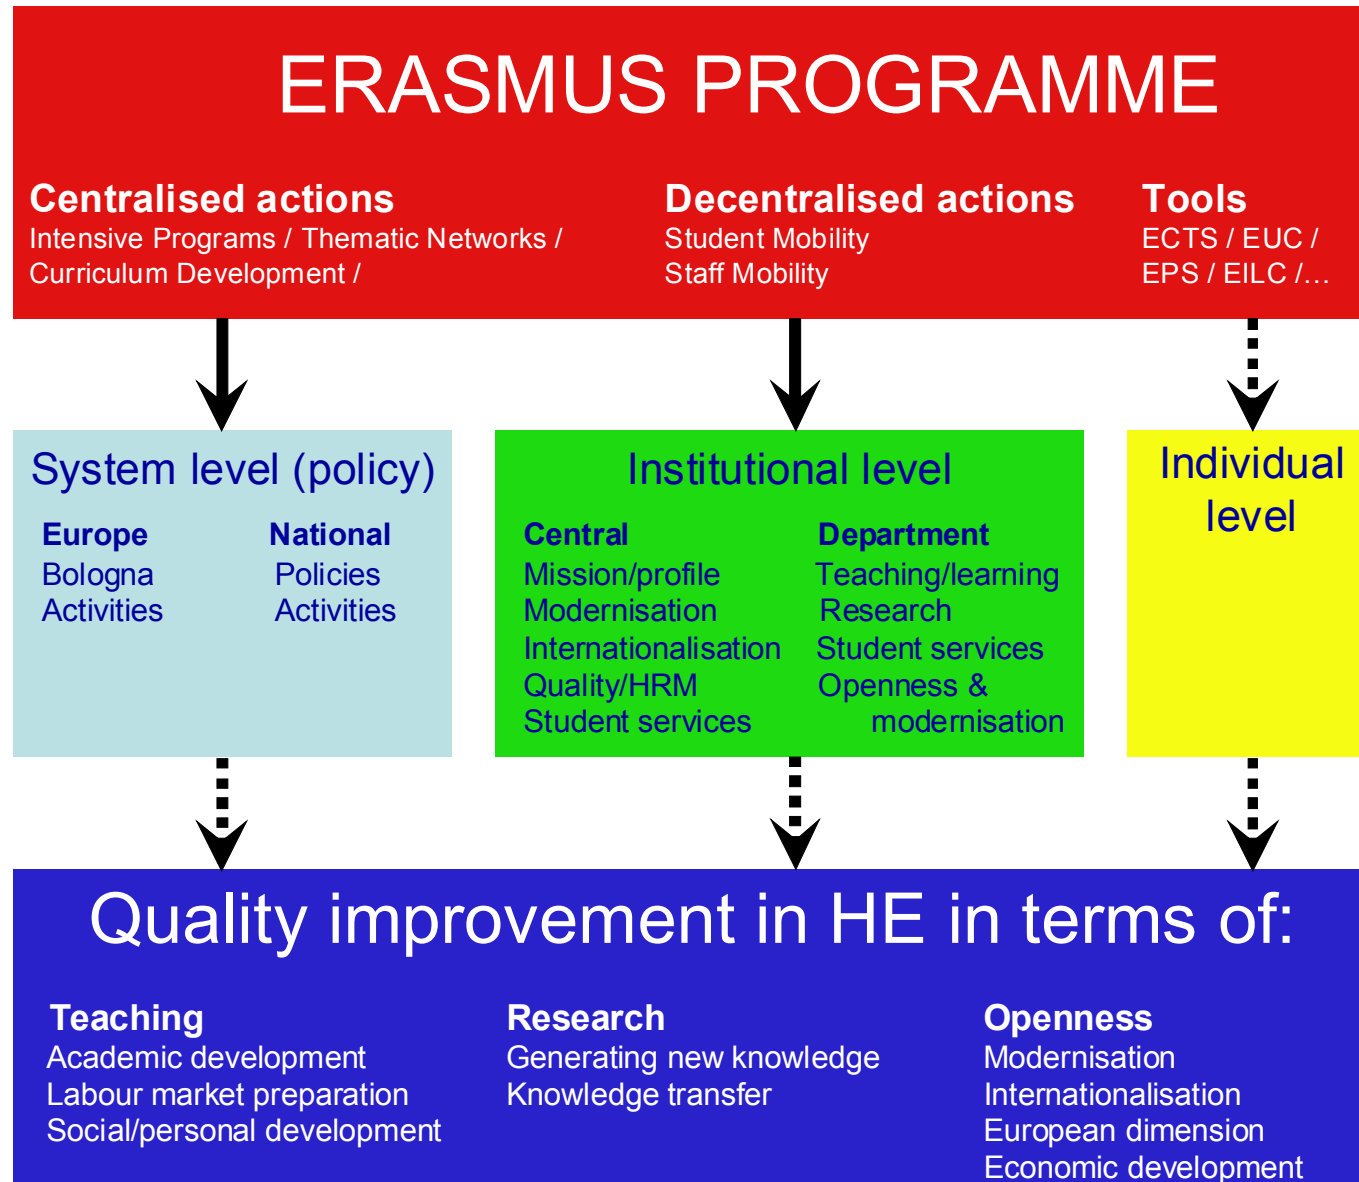 ERASMUS PROGRAMME
Centralised actions
Intensive Programs / Thematic Networks /
Curriculum Development /
Decentralised actions
Student Mobility
Staff Mobility
Tools
ECTS / EUC /
EPS / EILC /…
System level (policy)
Europe
Bologna
Activities
National
Policies
Activities
Institutional level
Central
Mission/profile
Modernisation
Internationalisation
Quality/HRM
Student services
Department
Teaching/learning
Research
Student services
Openness &
modernisation
Individual
level
Quality improvement in HE in terms of:
Teaching
Academic development
Labour market preparation
Social/personal development
Research
Generating new knowledge
Knowledge transfer
Openness
Modernisation
Internationalisation
European dimension
Economic development